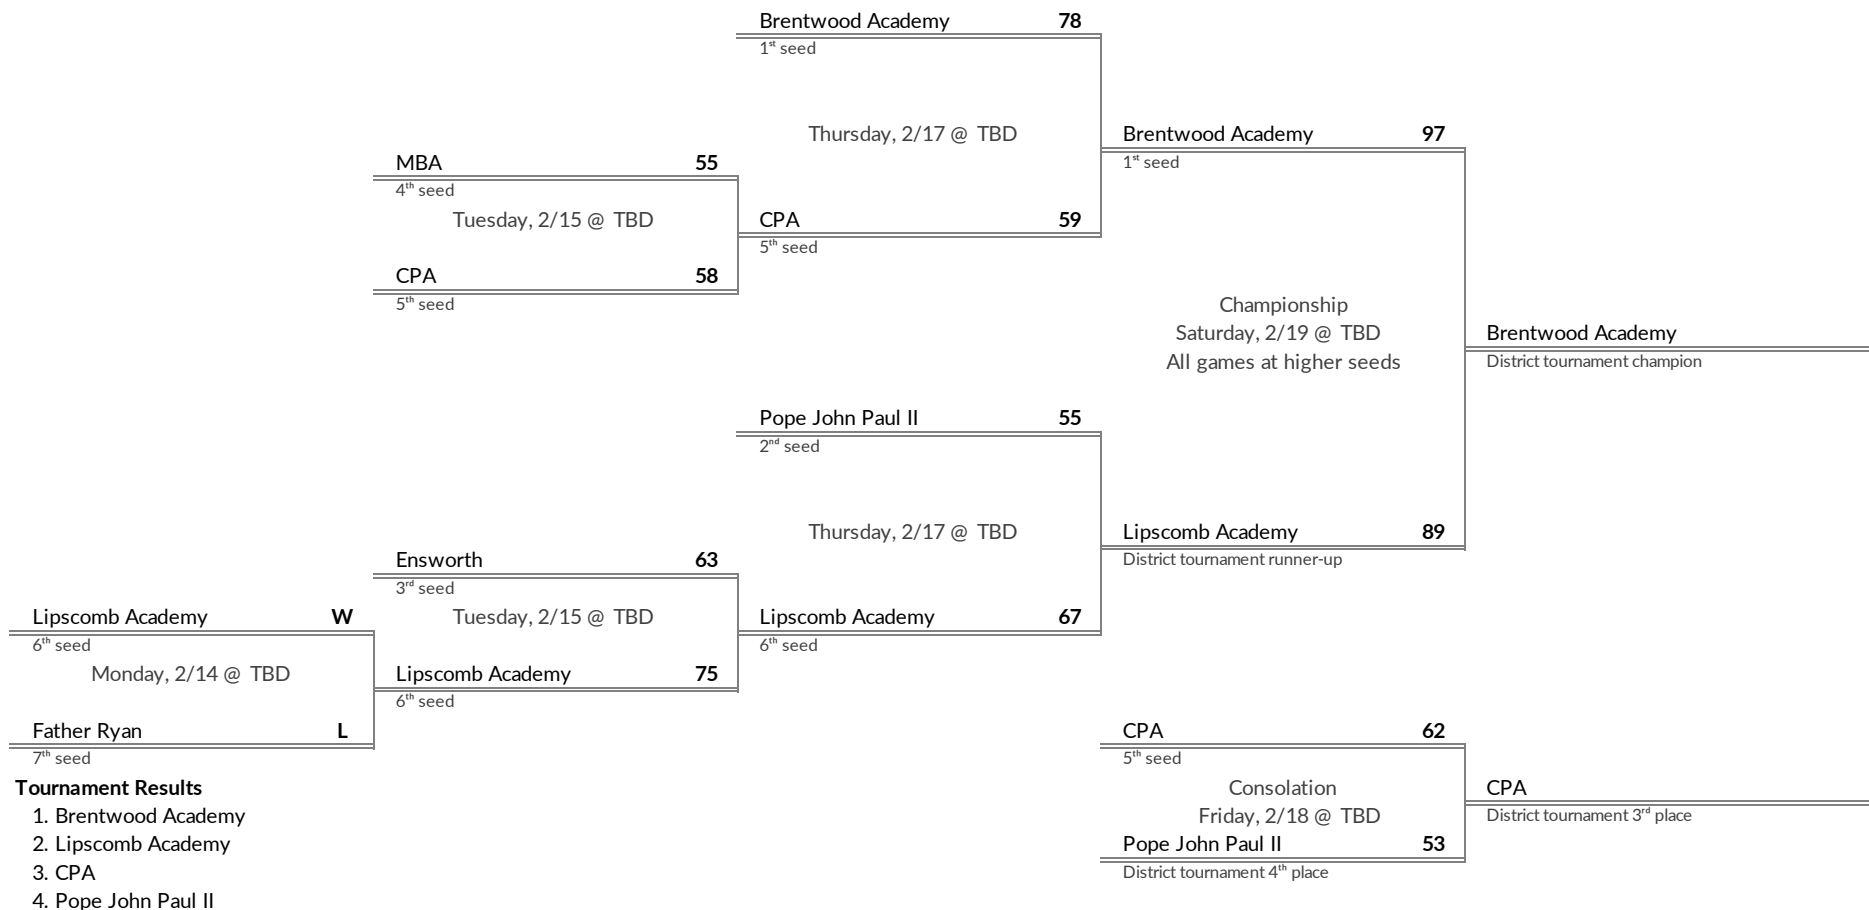 Brentwood Academy 78
1st seed
Thursday, 2/17 @ TBD
Brentwood Academy 97
1st seed
MBA 55
4th seed
Tuesday, 2/15 @ TBD
CPA 59
5th seed
CPA 58
5th seed
Championship
Saturday, 2/19 @ TBD
All games at higher seeds
Brentwood Academy
District tournament champion
Pope John Paul II 55
2nd seed
Thursday, 2/17 @ TBD
Lipscomb Academy 89
District tournament runner-up
Ensworth 63
3rd seed
Lipscomb Academy W
6th seed
Tuesday, 2/15 @ TBD
Lipscomb Academy 67
6th seed
Monday, 2/14 @ TBD
Lipscomb Academy 75
6th seed
Father Ryan L
7th seed
CPA 62
5th seed
Consolation
Friday, 2/18 @ TBD
CPA
District tournament 3rd place
Pope John Paul II 53
District tournament 4th place
Tournament Results
1. Brentwood Academy
2. Lipscomb Academy
3. CPA
4. Pope John Paul II